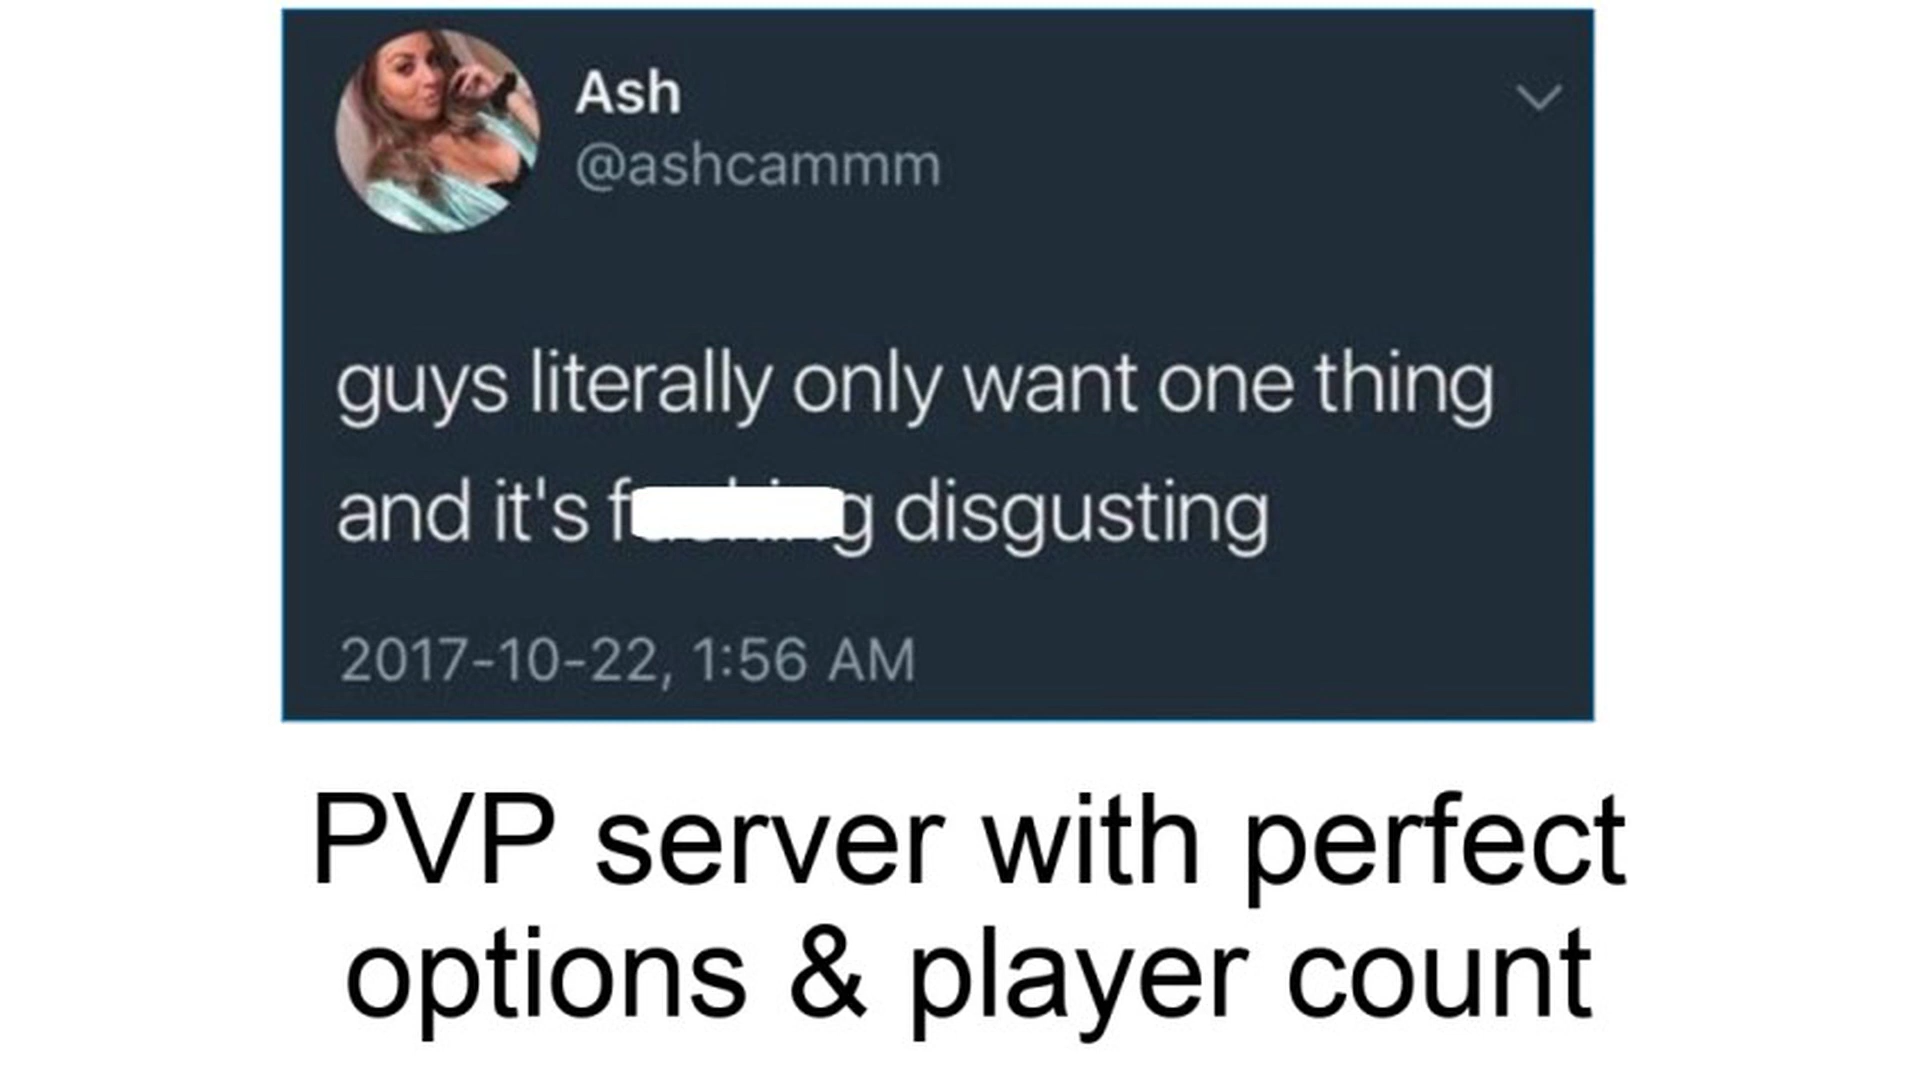 Ash
@ashcammm
guys literally only want one thing
and it's f g disgusting
2017-10-22, 1:56 AM
PVP server with perfect
options & player count